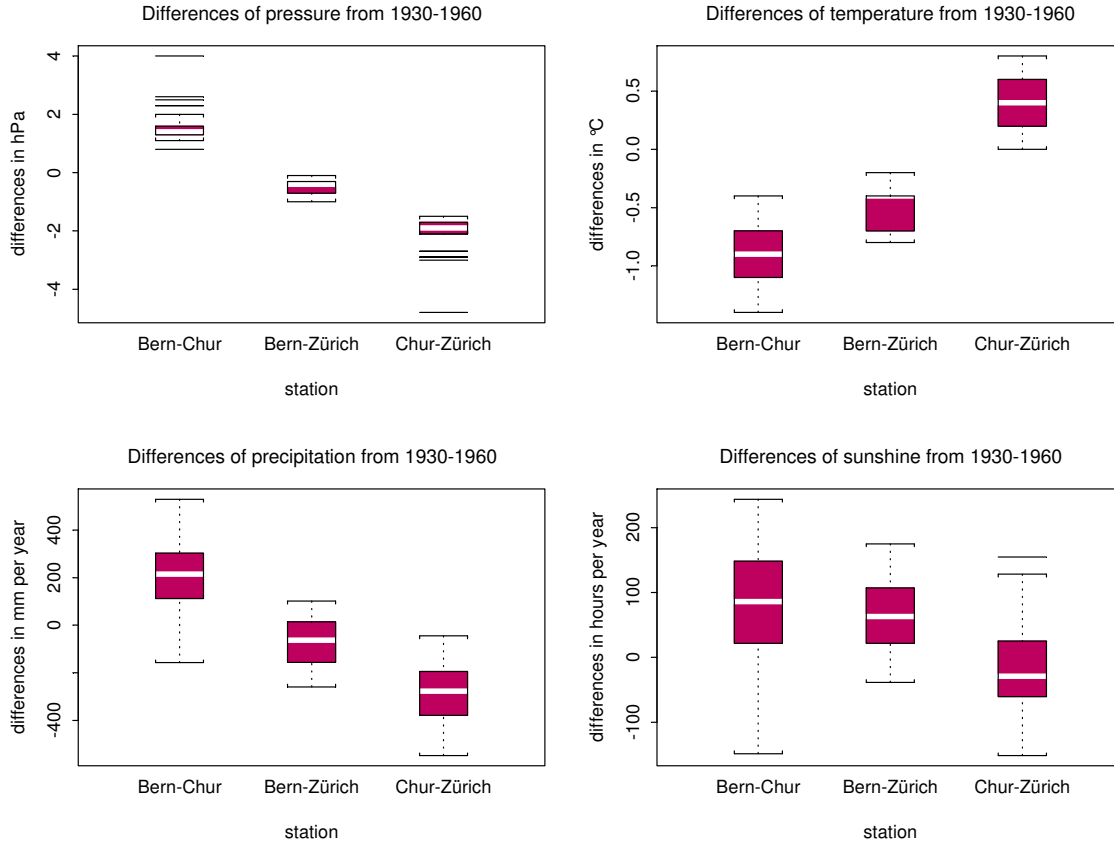 Differences of pressure from 1930-1960
differences in hPa
4
2
0
-2
-4
Bern-Chur Bern-Zürich Chur-Zürich
station
Differences of temperature from 1930-1960
differences in °C
0.5
0.0
-0.5
-1.0
Bern-Chur Bern-Zürich Chur-Zürich
station
Differences of precipitation from 1930-1960
differences in mm per year
400
200
0
-400
Bern-Chur Bern-Zürich Chur-Zürich
station
Differences of sunshine from 1930-1960
differences in hours per year
200
100
0
-100
Bern-Chur Bern-Zürich Chur-Zürich
station